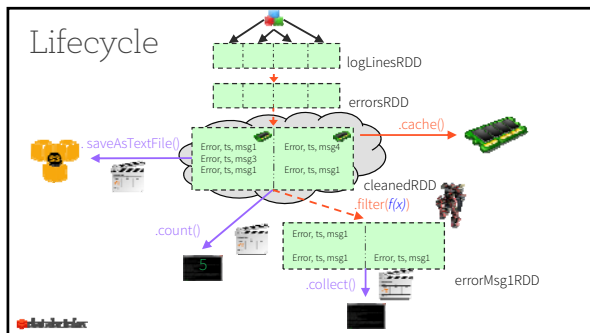 Lifecycle
logLinesRDD
errorsRDD
.saveAsTextFile()
Error, ts, msg1
Error, ts, msg3
Error, ts, msg1
Error, ts, msg4
Error, ts, msg1
.cache()
cleanedRDD
.filter(f(x))
.count()
5
Error, ts, msg1
Error, ts, msg1
Error, ts, msg1
errorMsg1RDD
.collect()
databricks